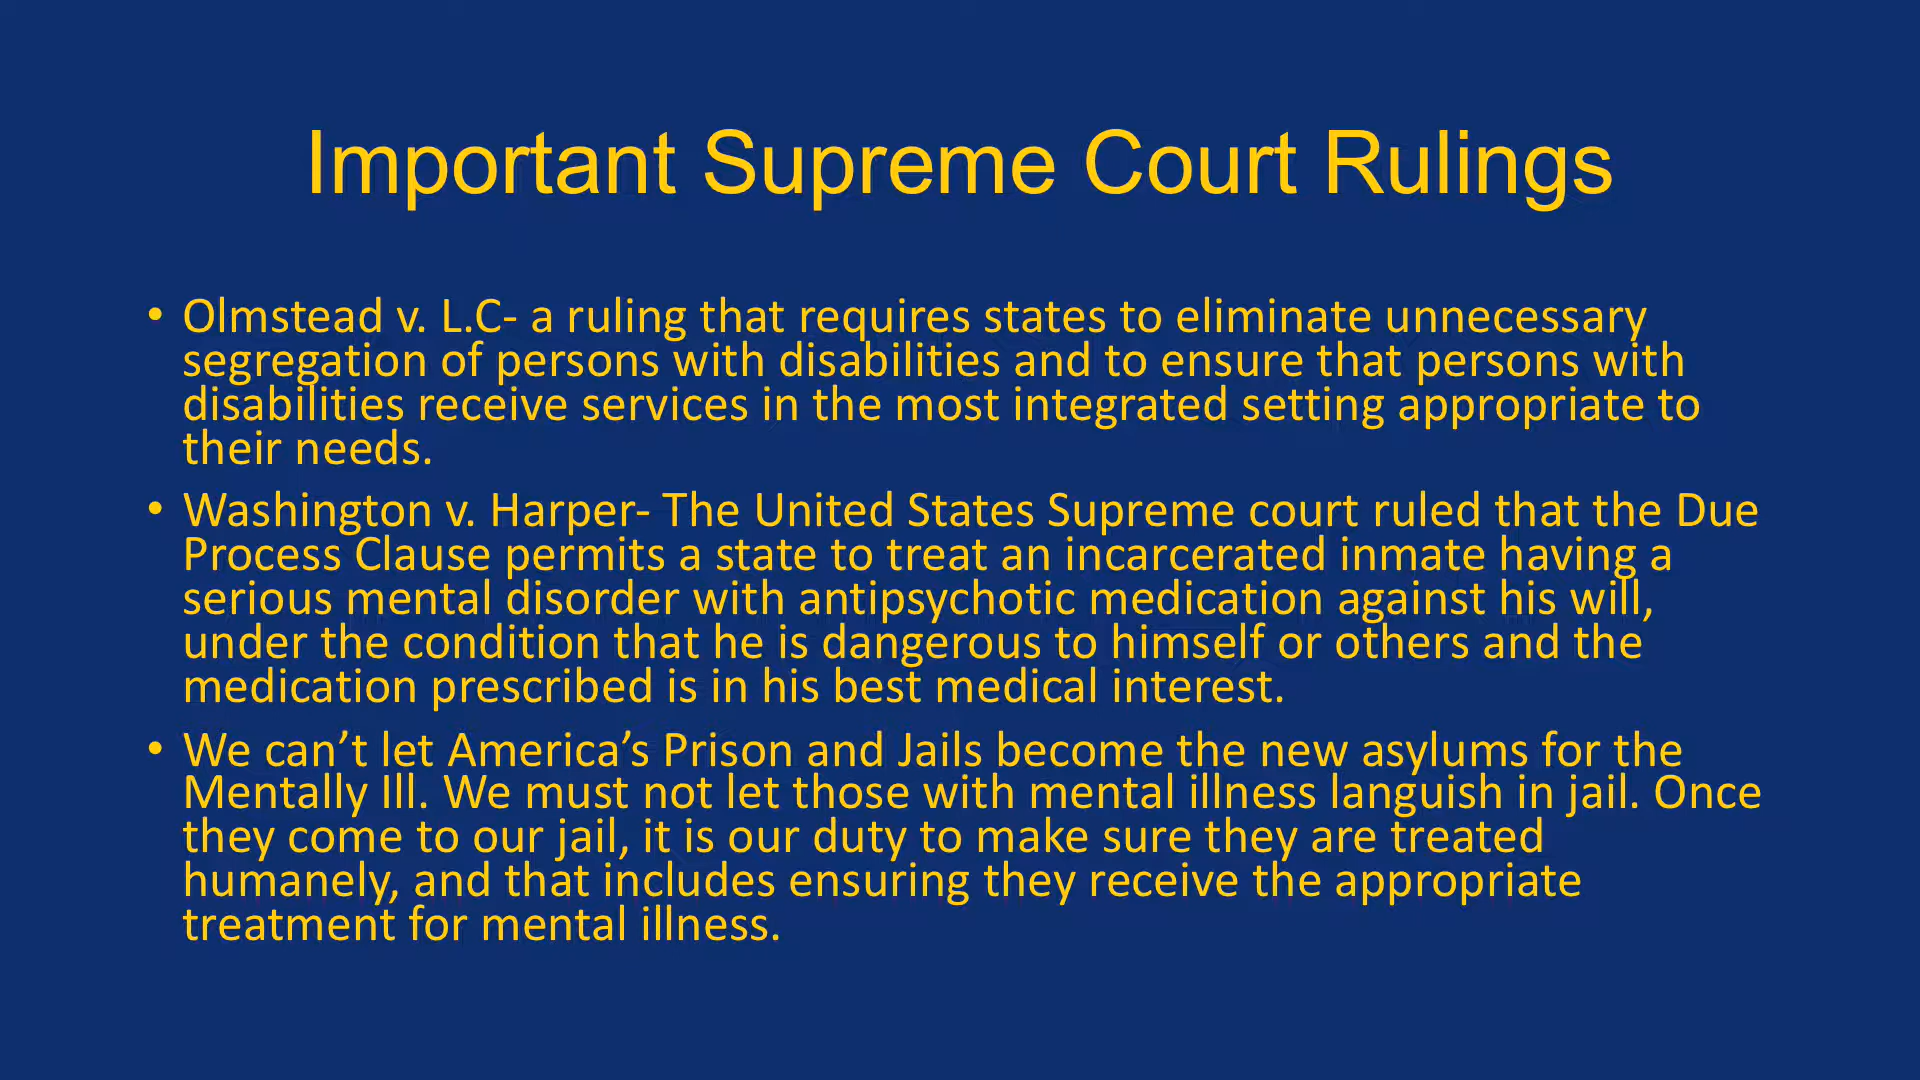 Important Supreme Court Rulings
• Olmstead v. L.C- a ruling that requires states to eliminate unnecessary
segregation of persons with disabilities and to ensure that persons with
disabilities receive services in the most integrated setting appropriate to
their needs.
• Washington v. Harper- The United States Supreme court ruled that the Due
Process Clause permits a state to treat an incarcerated inmate having a
serious mental disorder with antipsychotic medication against his will,
under the condition that he is dangerous to himself or others and the
medication prescribed is in his best medical interest.
• We can’t let America’s Prison and Jails become the new asylums for the
Mentally Ill. We must not let those with mental illness languish in jail. Once
they come to our jail, it is our duty to make sure they are treated
humanely, and that includes ensuring they receive the appropriate
treatment for mental illness.